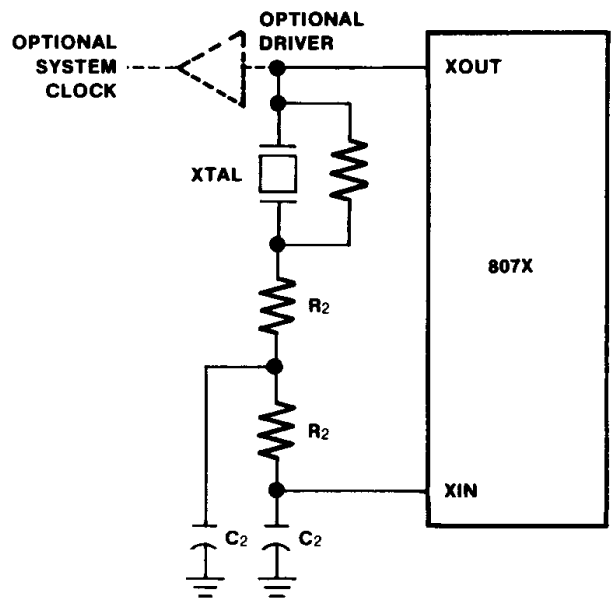 OPTIONAL
SYSTEM
CLOCK
OPTIONAL
DRIVER
XOUT
XTAL
807X
R2
R2
XIN
C2
C2